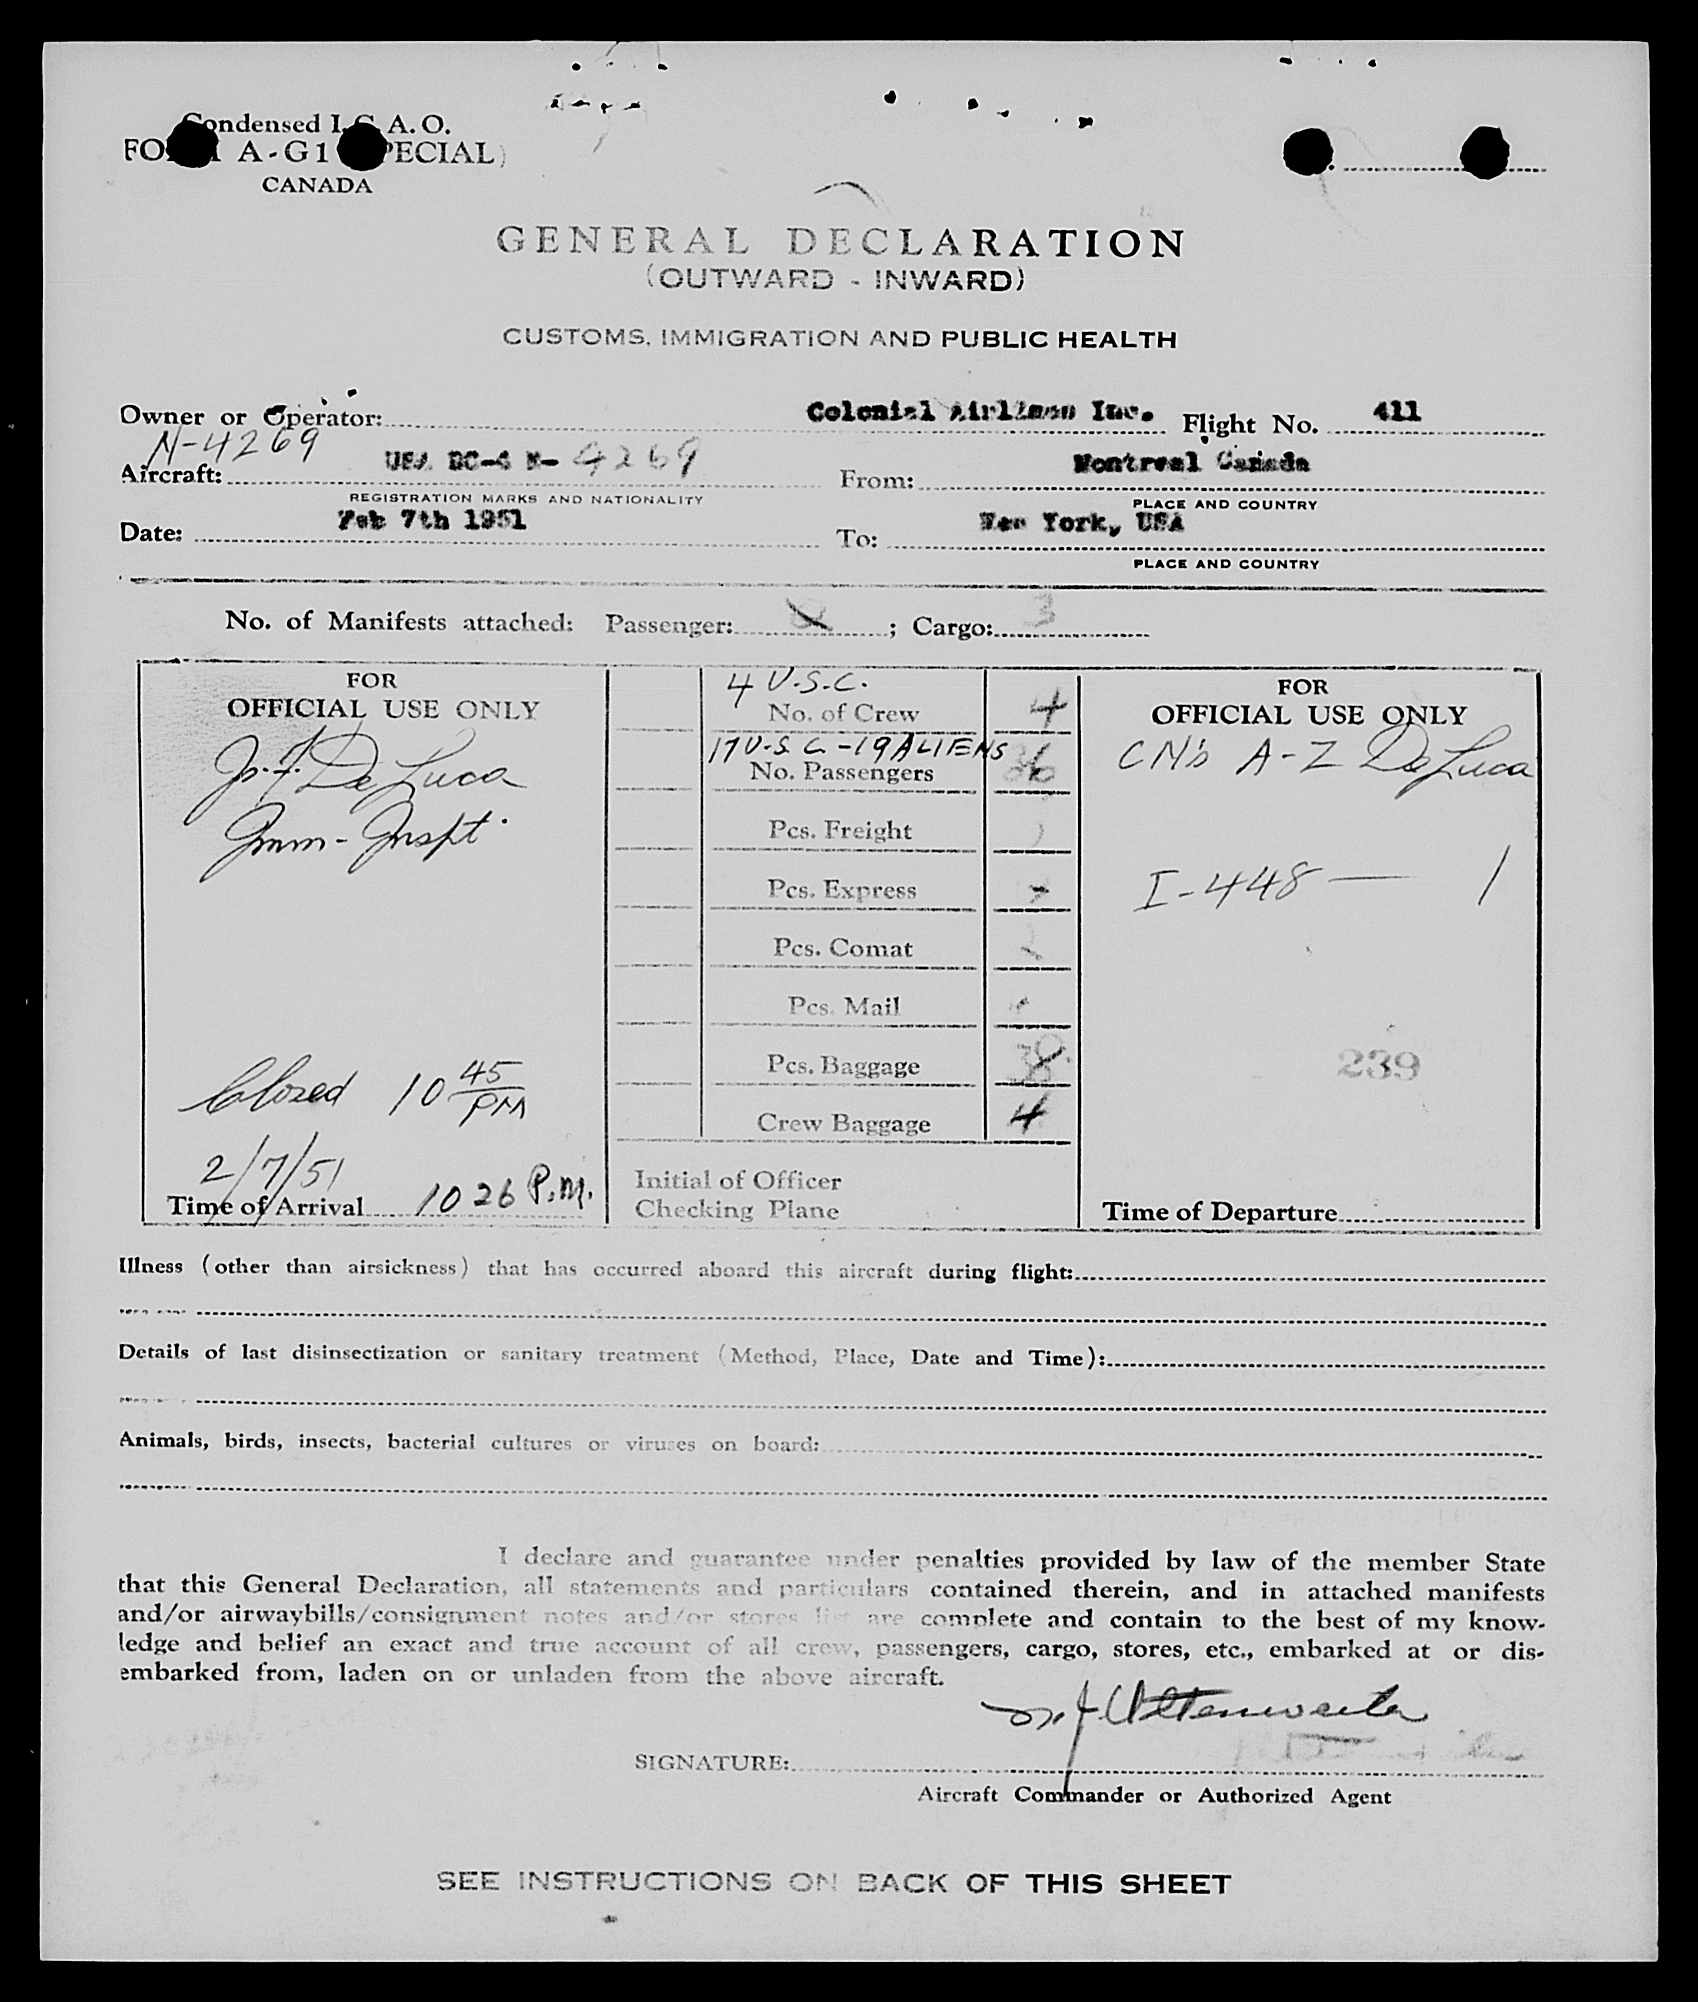 Condensed I.C.A.O.
FORM A-G1 (SPECIAL)
CANADA
GENERAL DECLARATION
(OUTWARD - INWARD)
CUSTOMS, IMMIGRATION AND PUBLIC HEALTH
Owner or Operator: Colonial Airlines Inc. Flight No. 411
N-4269
Aircraft: USA DC-4 N- 4269 From: Montreal Canada
REGISTRATION MARKS AND NATIONALITY PLACE AND COUNTRY
Date: Feb 7th 1951 To: New York, USA
PLACE AND COUNTRY
No. of Manifests attached: Passenger: ; Cargo: 3
FOR
OFFICIAL USE ONLY
J. F. De Luca
Imm- Inspt.
Closed 10 45 PM
2/7/51
Time of Arrival 10 26 P.M.
4 U.S.C.
No. of Crew 4
17 U.S.C. - 19 ALIENS
No. Passengers 36
Pcs. Freight
Pcs. Express
Pcs. Comat
Pcs. Mail
Pcs. Baggage
Crew Baggage 4
Initial of Officer
Checking Plane
FOR
OFFICIAL USE ONLY
CM's A-Z De Luca
I-448 — 1
239
Time of Departure
Illness (other than airsickness) that has occurred aboard this aircraft during flight:
Details of last disinsectization or sanitary treatment (Method, Place, Date and Time):
Animals, birds, insects, bacterial cultures or viruses on board:
I declare and guarantee under penalties provided by law of the member State
that this General Declaration, all statements and particulars contained therein, and in attached manifests
and/or airwaybills/consignment notes and/or stores list are complete and contain to the best of my know-
ledge and belief an exact and true account of all crew, passengers, cargo, stores, etc., embarked at or dis-
embarked from, laden on or unladen from the above aircraft.
SIGNATURE:
Aircraft Commander or Authorized Agent
SEE INSTRUCTIONS ON BACK OF THIS SHEET